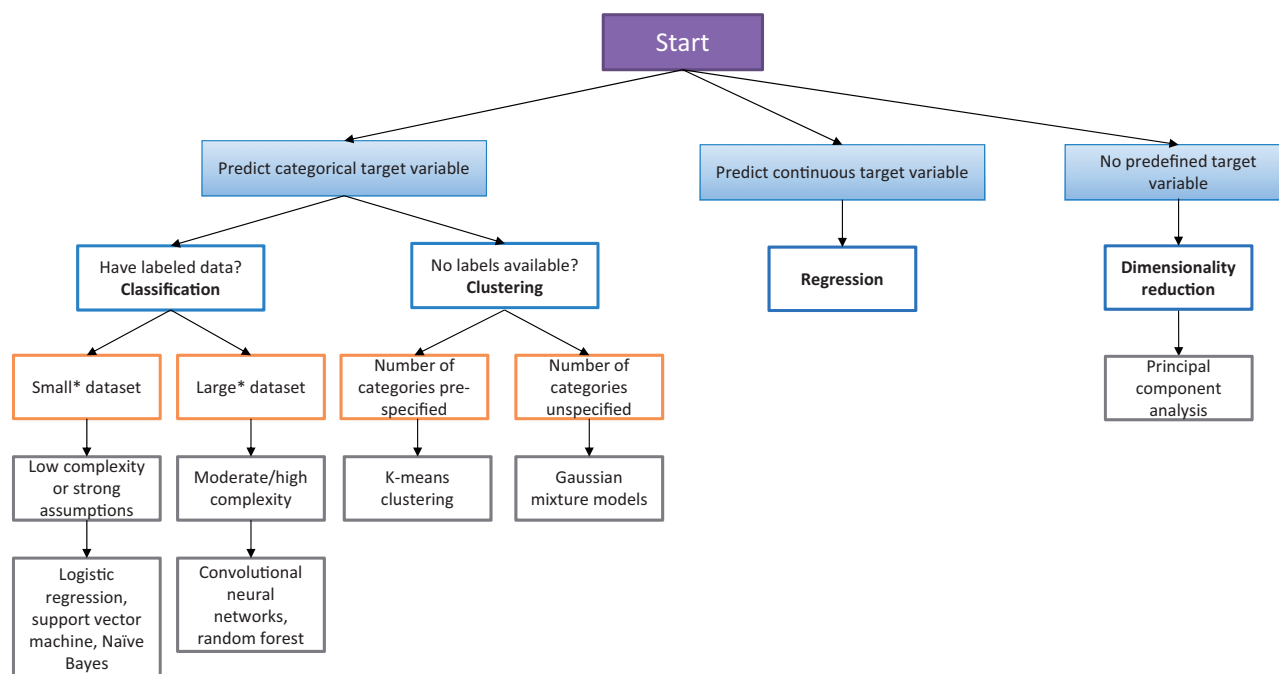 Start
Predict categorical target variable
Predict continuous target variable
No predefined target
variable
Have labeled data?
Classification
No labels available?
Clustering
Regression
Dimensionality
reduction
Small* dataset
Large* dataset
Number of
categories pre-
specified
Number of
categories
unspecified
Principal
component
analysis
Low complexity
or strong
assumptions
Moderate/high
complexity
K-means
clustering
Gaussian
mixture models
Logistic
regression,
support vector
machine, Naïve
Bayes
Convolutional
neural
networks,
random forest